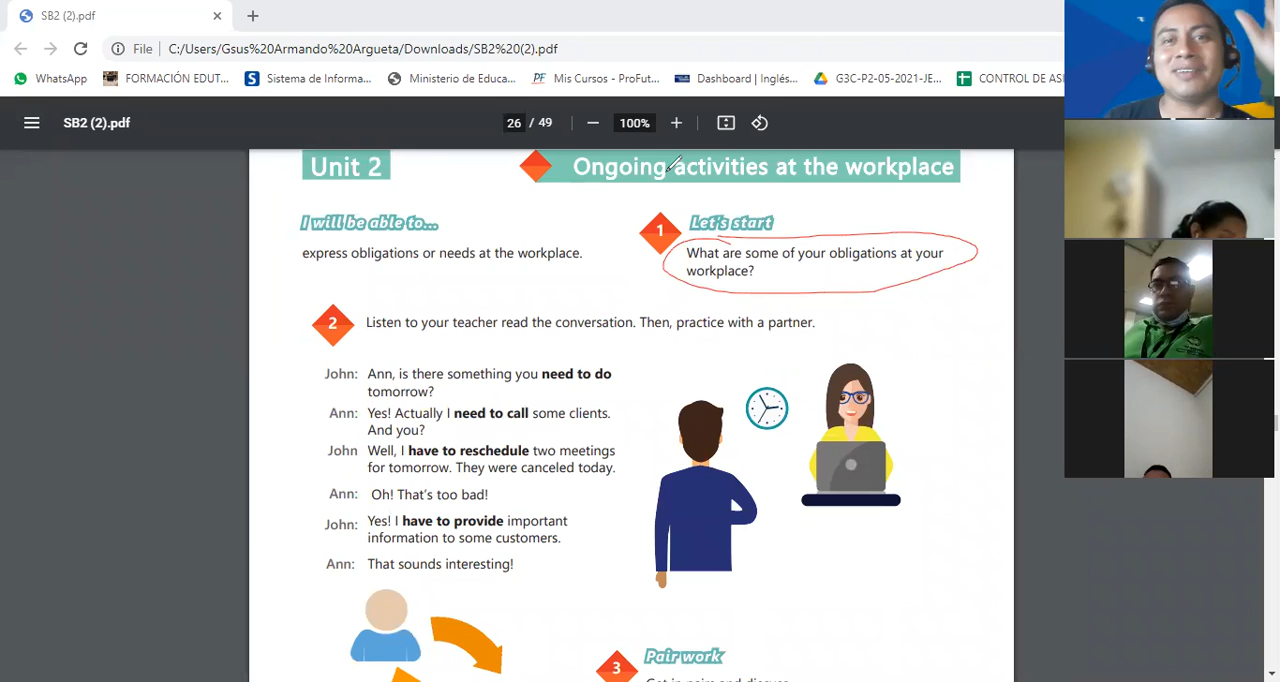 SB2 (2).pdf
File
C:/Users/Gsus%20Armando%20Argueta/Downloads/SB2%20(2).pdf
WhatsApp
FORMACIÓN EDUT...
Sistema de Informa...
Ministerio de Educa...
Mis Cursos - ProFut...
Dashboard | Inglés...
G3C-P2-05-2021-JE...
CONTROL DE ASI
SB2 (2).pdf
26 / 49
100%
Unit 2
Ongoing activities at the workplace
I will be able to...
express obligations or needs at the workplace.
1
Let's start
What are some of your obligations at your
workplace?
2
Listen to your teacher read the conversation. Then, practice with a partner.
John: Ann, is there something you need to do
tomorrow?
Ann: Yes! Actually I need to call some clients.
And you?
John Well, I have to reschedule two meetings
for tomorrow. They were canceled today.
Ann: Oh! That's too bad!
John: Yes! I have to provide important
information to some customers.
Ann: That sounds interesting!
3
Pair work
Get in pairs and discuss